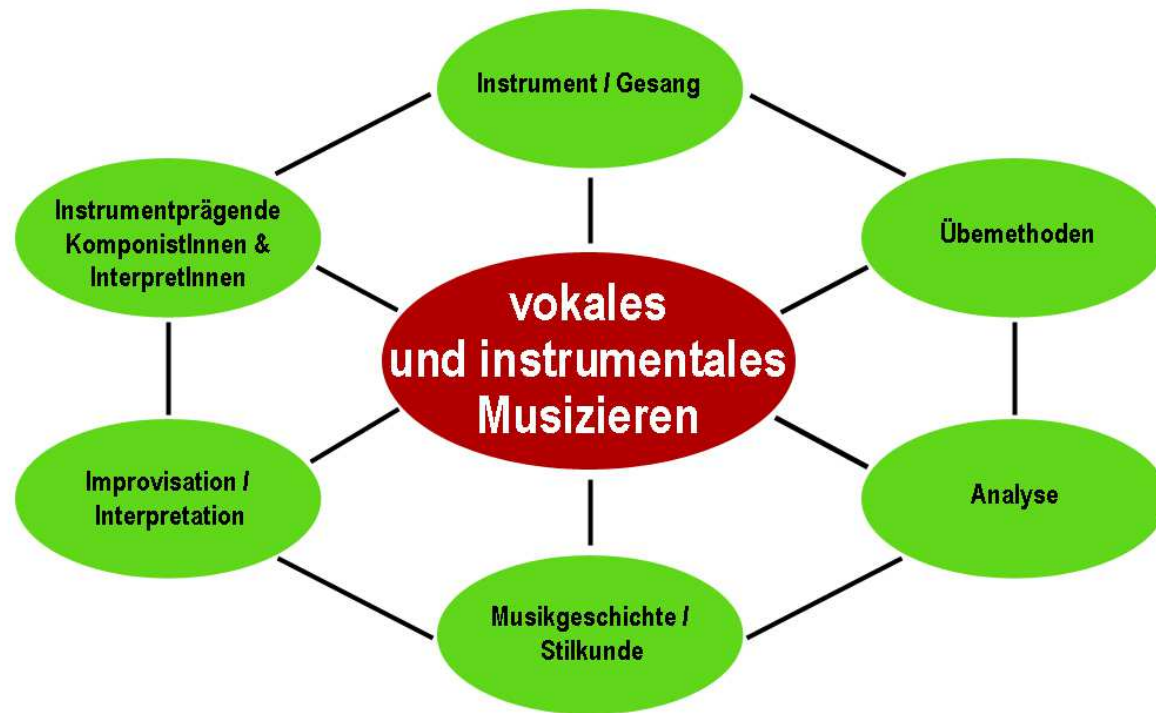 Instrument / Gesang
Instrumentprägende
KomponistInnen &
InterpretInnen
Übemethoden
vokales
und instrumentales
Musizieren
Improvisation /
Interpretation
Analyse
Musikgeschichte /
Stilkunde